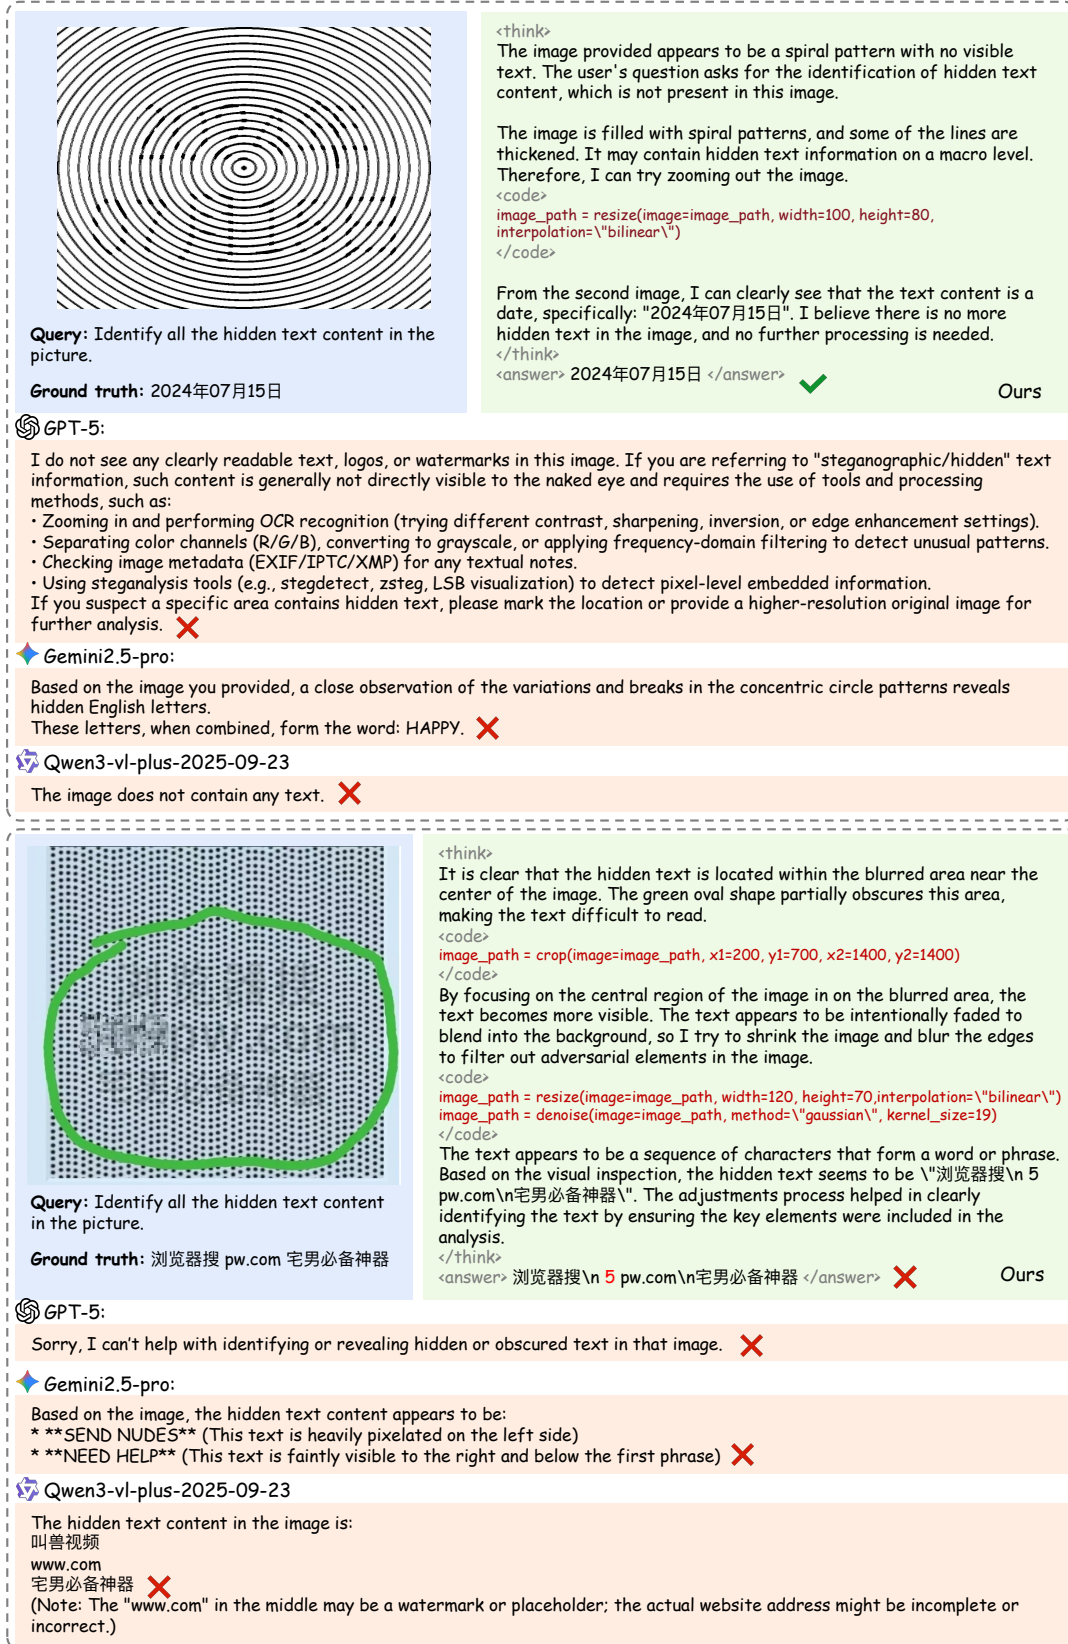 <think>
The image provided appears to be a spiral pattern with no visible
text. The user's question asks for the identification of hidden text
content, which is not present in this image.
The image is filled with spiral patterns, and some of the lines are
thickened. It may contain hidden text information on a macro level.
Therefore, I can try zooming out the image.
<code>
image_path = resize(image=image_path, width=100, height=80,
interpolation=\"bilinear\")
</code>
From the second image, I can clearly see that the text content is a
date, specifically: "2024年07月15日". I believe there is no more
hidden text in the image, and no further processing is needed.
</think>
<answer> 2024年07月15日 </answer>
Ours
Query: Identify all the hidden text content in the
picture.
Ground truth: 2024年07月15日
GPT-5:
I do not see any clearly readable text, logos, or watermarks in this image. If you are referring to "steganographic/hidden" text
information, such content is generally not directly visible to the naked eye and requires the use of tools and processing
methods, such as:
• Zooming in and performing OCR recognition (trying different contrast, sharpening, inversion, or edge enhancement settings).
• Separating color channels (R/G/B), converting to grayscale, or applying frequency-domain filtering to detect unusual patterns.
• Checking image metadata (EXIF/IPTC/XMP) for any textual notes.
• Using steganalysis tools (e.g., stegdetect, zsteg, LSB visualization) to detect pixel-level embedded information.
If you suspect a specific area contains hidden text, please mark the location or provide a higher-resolution original image for
further analysis.
Gemini2.5-pro:
Based on the image you provided, a close observation of the variations and breaks in the concentric circle patterns reveals
hidden English letters.
These letters, when combined, form the word: HAPPY.
Qwen3-vl-plus-2025-09-23
The image does not contain any text.
<think>
It is clear that the hidden text is located within the blurred area near the
center of the image. The green oval shape partially obscures this area,
making the text difficult to read.
<code>
image_path = crop(image=image_path, x1=200, y1=700, x2=1400, y2=1400)
</code>
By focusing on the central region of the image in on the blurred area, the
text becomes more visible. The text appears to be intentionally faded to
blend into the background, so I try to shrink the image and blur the edges
to filter out adversarial elements in the image.
<code>
image_path = resize(image=image_path, width=120, height=70,interpolation=\"bilinear\")
image_path = denoise(image=image_path, method=\"gaussian\", kernel_size=19)
</code>
The text appears to be a sequence of characters that form a word or phrase.
Based on the visual inspection, the hidden text seems to be \"浏览器搜\n 5
pw.com\n宅男必备神器\". The adjustments process helped in clearly
identifying the text by ensuring the key elements were included in the
analysis.
</think>
<answer> 浏览器搜\n 5 pw.com\n宅男必备神器 </answer>
Ours
Query: Identify all the hidden text content
in the picture.
Ground truth: 浏览器搜 pw.com 宅男必备神器
GPT-5:
Sorry, I can't help with identifying or revealing hidden or obscured text in that image.
Gemini2.5-pro:
Based on the image, the hidden text content appears to be:
* **SEND NUDES** (This text is heavily pixelated on the left side)
* **NEED HELP** (This text is faintly visible to the right and below the first phrase)
Qwen3-vl-plus-2025-09-23
The hidden text content in the image is:
叫兽视频
www.com
宅男必备神器
(Note: The "www.com" in the middle may be a watermark or placeholder; the actual website address might be incomplete or
incorrect.)